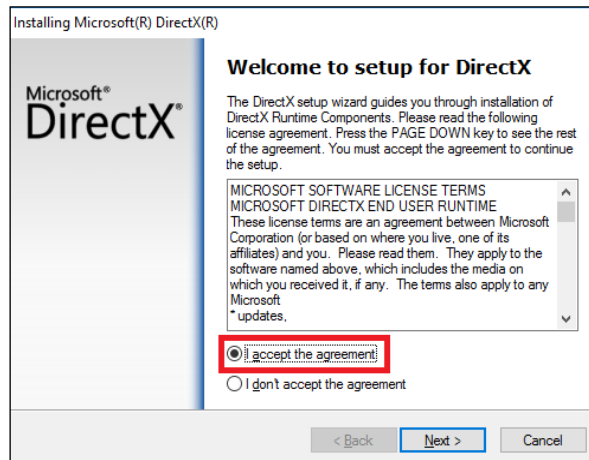 Installing Microsoft(R) DirectX(R)
Microsoft®
DirectX®
Welcome to setup for DirectX
The DirectX setup wizard guides you through installation of
DirectX Runtime Components. Please read the following
license agreement. Press the PAGE DOWN key to see the rest
of the agreement. You must accept the agreement to continue
the setup.
MICROSOFT SOFTWARE LICENSE TERMS
MICROSOFT DIRECTX END USER RUNTIME
These license terms are an agreement between Microsoft
Corporation (or based on where you live, one of its
affiliates) and you.  Please read them.  They apply to the
software named above, which includes the media on
which you received it, if any.  The terms also apply to any
Microsoft
* updates,
I accept the agreement
I don't accept the agreement
< Back
Next >
Cancel